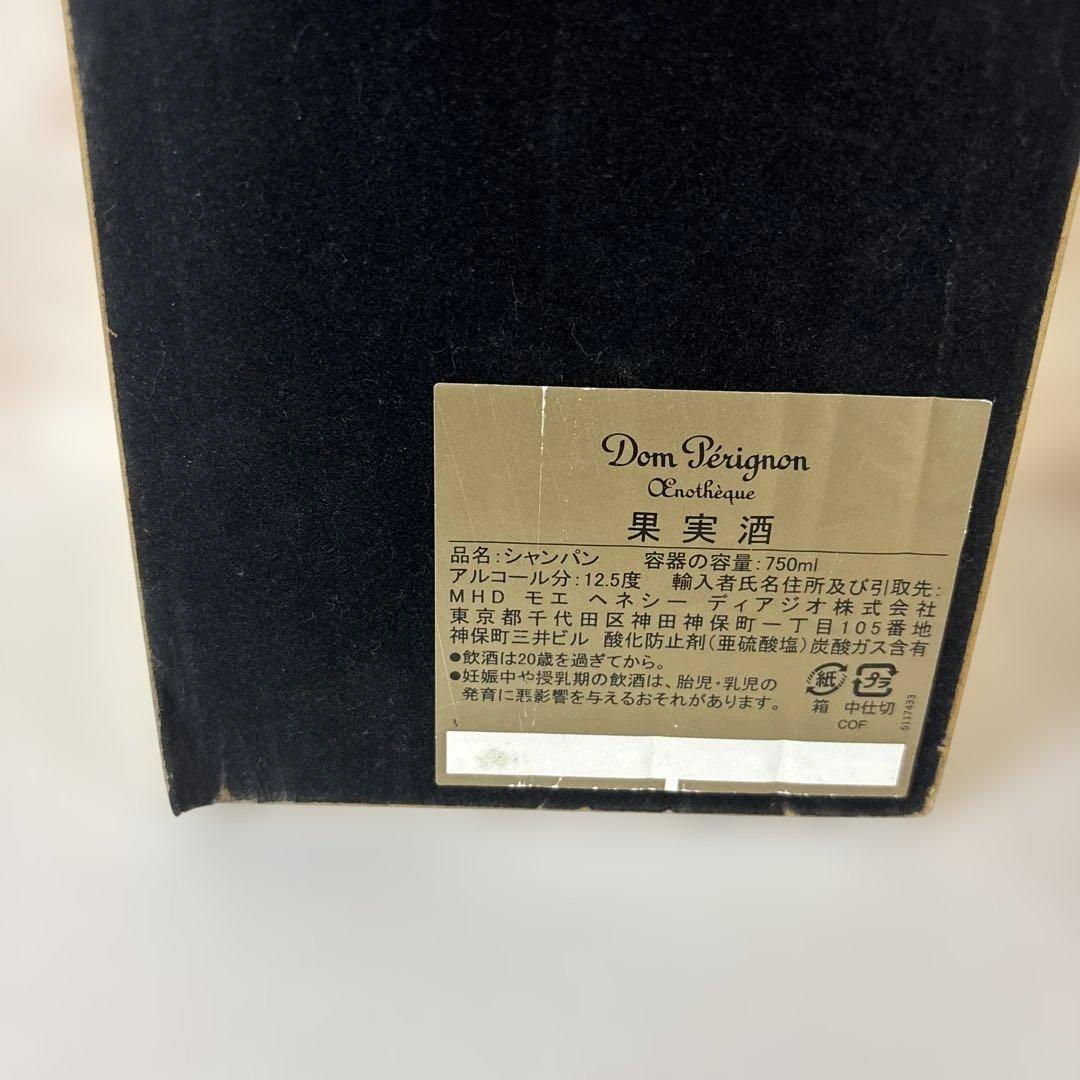 Dom Pérignon
Œnothèque
果実酒
品名:シャンパン 容器の容量:750ml
アルコール分:12.5度 輸入者氏名住所及び引取先:
MHD モエ ヘネシー ディアジオ株式会社
東京都千代田区神田神保町一丁目105番地
神保町三井ビル 酸化防止剤(亜硫酸塩)炭酸ガス含有
●飲酒は20歳を過ぎてから。
●妊娠中や授乳期の飲酒は、胎児・乳児の
発育に悪影響を与えるおそれがあります。
紙 プラ
箱 中仕切
COF
5117433